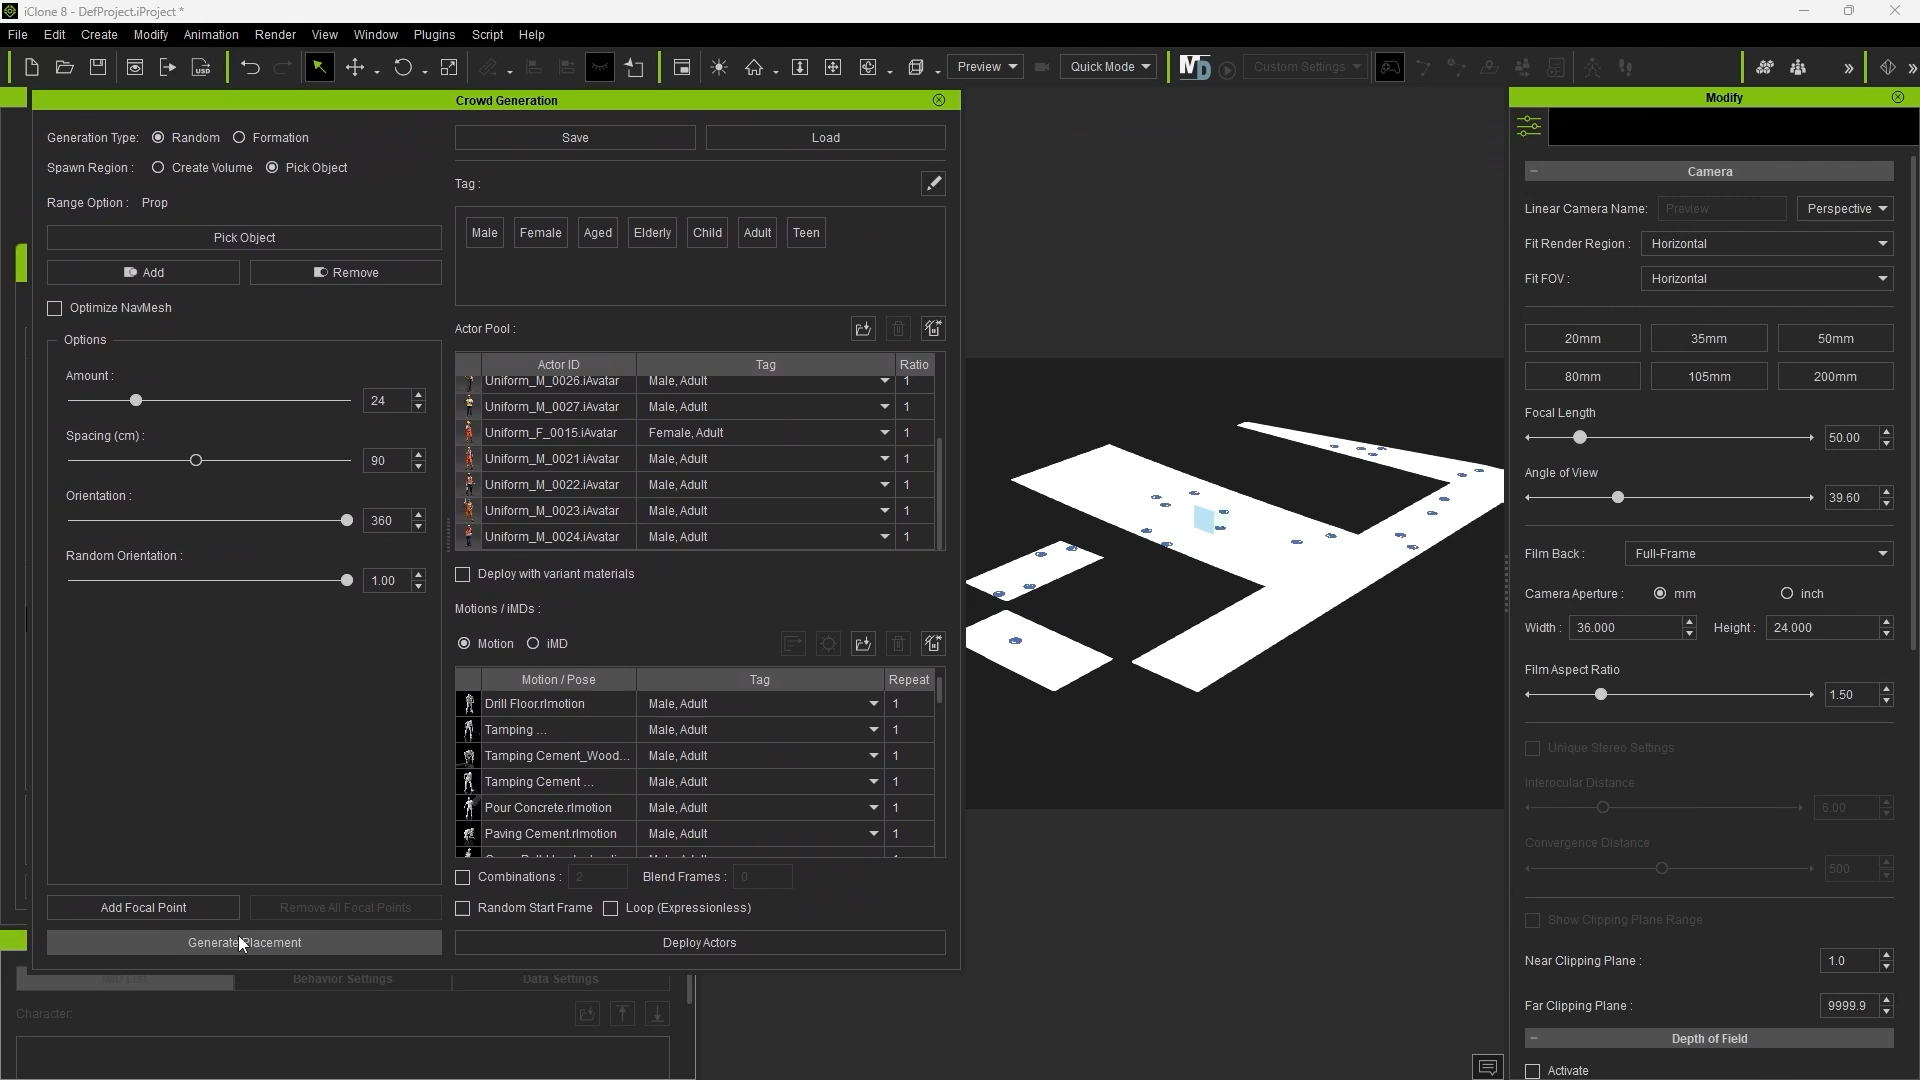 iClone 8 - DefProject.iProject *
File Edit Create Modify Animation Render View Window Plugins Script Help
USD Preview Quick Mode MD Custom Settings » »
Crowd Generation
Generation Type: Random Formation
Spawn Region : Create Volume Pick Object
Range Option : Prop
Pick Object
Add Remove
Optimize NavMesh
Options
Amount :
24
Spacing (cm) :
90
Orientation :
360
Random Orientation :
1.00
Add Focal Point Remove All Focal Points
Generate Placement
Save Load
Tag :
Male Female Aged Elderly Child Adult Teen
Actor Pool :
Actor ID Tag Ratio
Uniform_M_0026.iAvatar Male, Adult 1
Uniform_M_0027.iAvatar Male, Adult 1
Uniform_F_0015.iAvatar Female, Adult 1
Uniform_M_0021.iAvatar Male, Adult 1
Uniform_M_0022.iAvatar Male, Adult 1
Uniform_M_0023.iAvatar Male, Adult 1
Uniform_M_0024.iAvatar Male, Adult 1
Deploy with variant materials
Motions / iMDs :
Motion iMD
Motion / Pose Tag Repeat
Drill Floor.rlmotion Male, Adult 1
Tamping ... Male, Adult 1
Tamping Cement_Wood... Male, Adult 1
Tamping Cement ... Male, Adult 1
Pour Concrete.rlmotion Male, Adult 1
Paving Cement.rlmotion Male, Adult 1
Combinations : 2 Blend Frames : 0
Random Start Frame Loop (Expressionless)
Deploy Actors
Behavior Settings Data Settings
Character:
Modify
Camera
Linear Camera Name: Preview Perspective
Fit Render Region : Horizontal
Fit FOV : Horizontal
20mm 35mm 50mm
80mm 105mm 200mm
Focal Length
50.00
Angle of View
39.60
Film Back : Full-Frame
Camera Aperture : mm inch
Width : 36.000 Height : 24.000
Film Aspect Ratio
1.50
Unique Stereo Settings
Interocular Distance
6.00
Convergence Distance
500
Show Clipping Plane Range
Near Clipping Plane : 1.0
Far Clipping Plane : 9999.9
Depth of Field
Activate